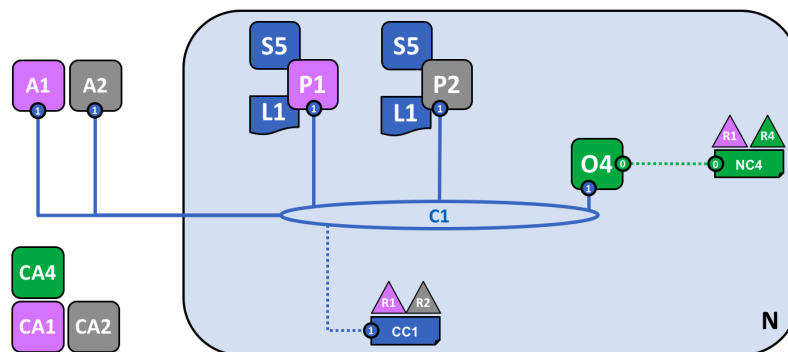 S5 S5
A1 A2 P1 P2
1 1 L1 1 L1 1
R1 R4
O4 0 0 NC4
1
C1
CA4
R1 R2
CA1 CA2 1 CC1 N